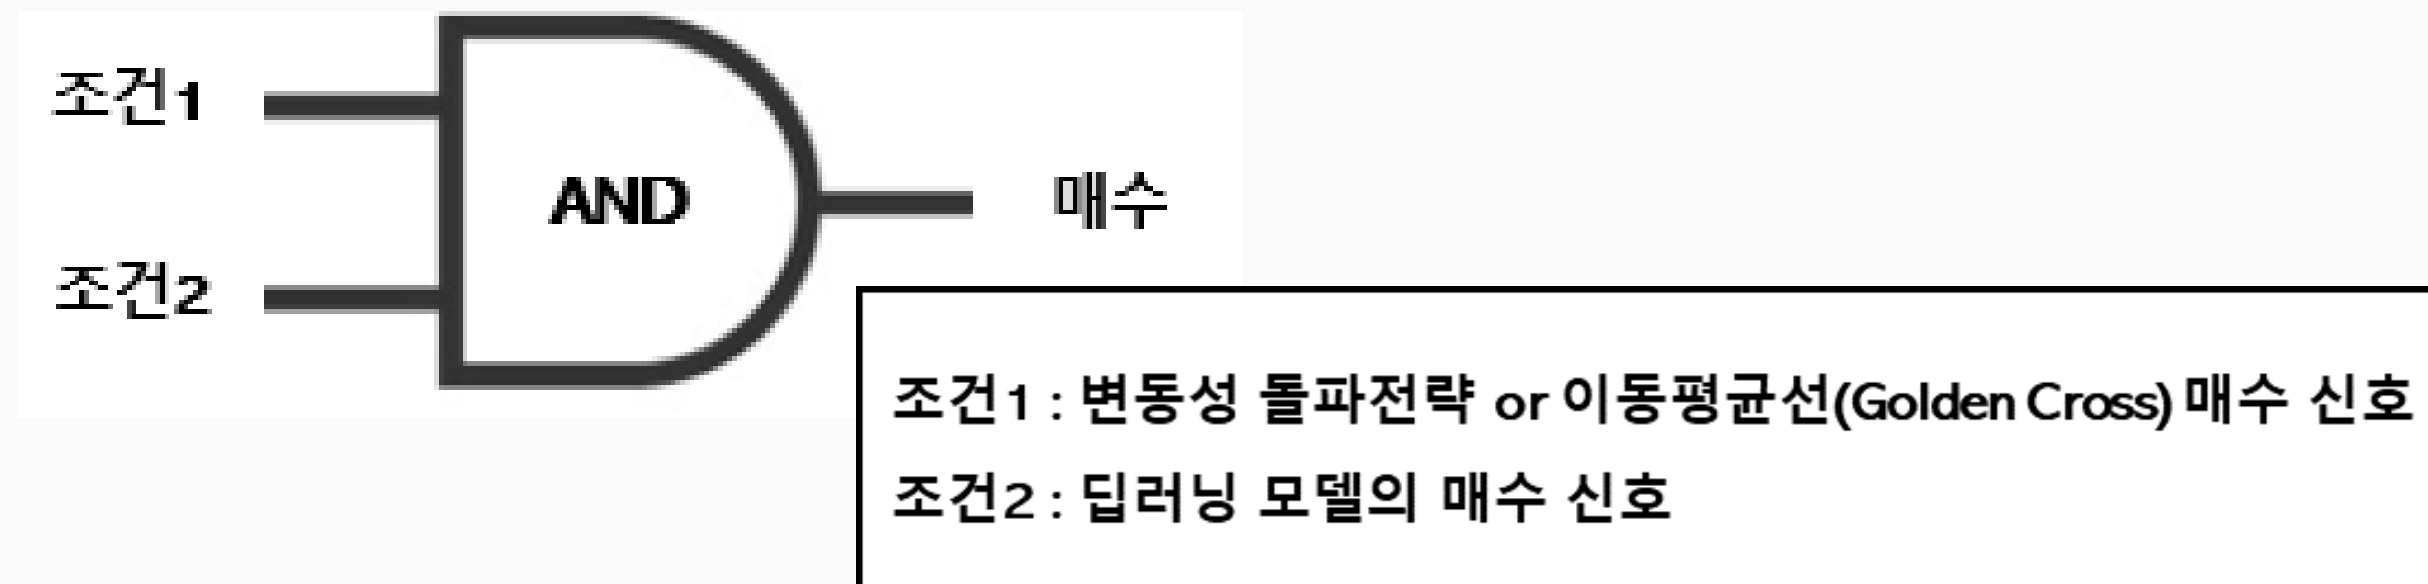 조건1
AND
매수
조건2
조건1 : 변동성 돌파전략 or 이동평균선(Golden Cross) 매수 신호
조건2 : 딥러닝 모델의 매수 신호